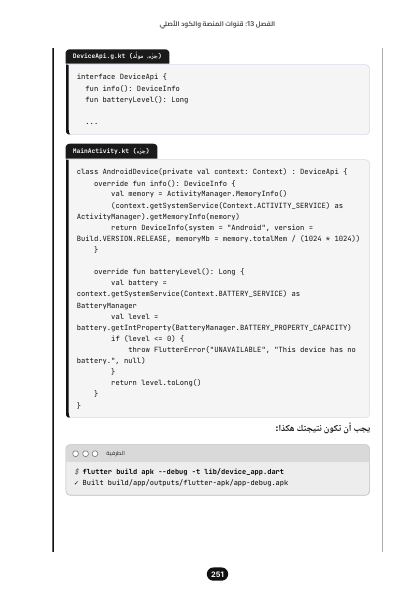 الفصل 13: قنوات المنصة والكود الأصلي
DeviceApi.g.kt (جزء مولّد)
interface DeviceApi {
  fun info(): DeviceInfo
  fun batteryLevel(): Long
  ...
MainActivity.kt (جزء)
class AndroidDevice(private val context: Context) : DeviceApi {
    override fun info(): DeviceInfo {
        val memory = ActivityManager.MemoryInfo()
        (context.getSystemService(Context.ACTIVITY_SERVICE) as
ActivityManager).getMemoryInfo(memory)
        return DeviceInfo(system = "Android", version =
Build.VERSION.RELEASE, memoryMb = memory.totalMem / (1024 * 1024))
    }
    override fun batteryLevel(): Long {
        val battery =
context.getSystemService(Context.BATTERY_SERVICE) as
BatteryManager
        val level =
battery.getIntProperty(BatteryManager.BATTERY_PROPERTY_CAPACITY)
        if (level <= 0) {
            throw FlutterError("UNAVAILABLE", "This device has no
battery.", null)
        }
        return level.toLong()
    }
}
يجب أن تكون نتيجتك هكذا:
الطرفية
$ flutter build apk --debug -t lib/device_app.dart
✓ Built build/app/outputs/flutter-apk/app-debug.apk
251